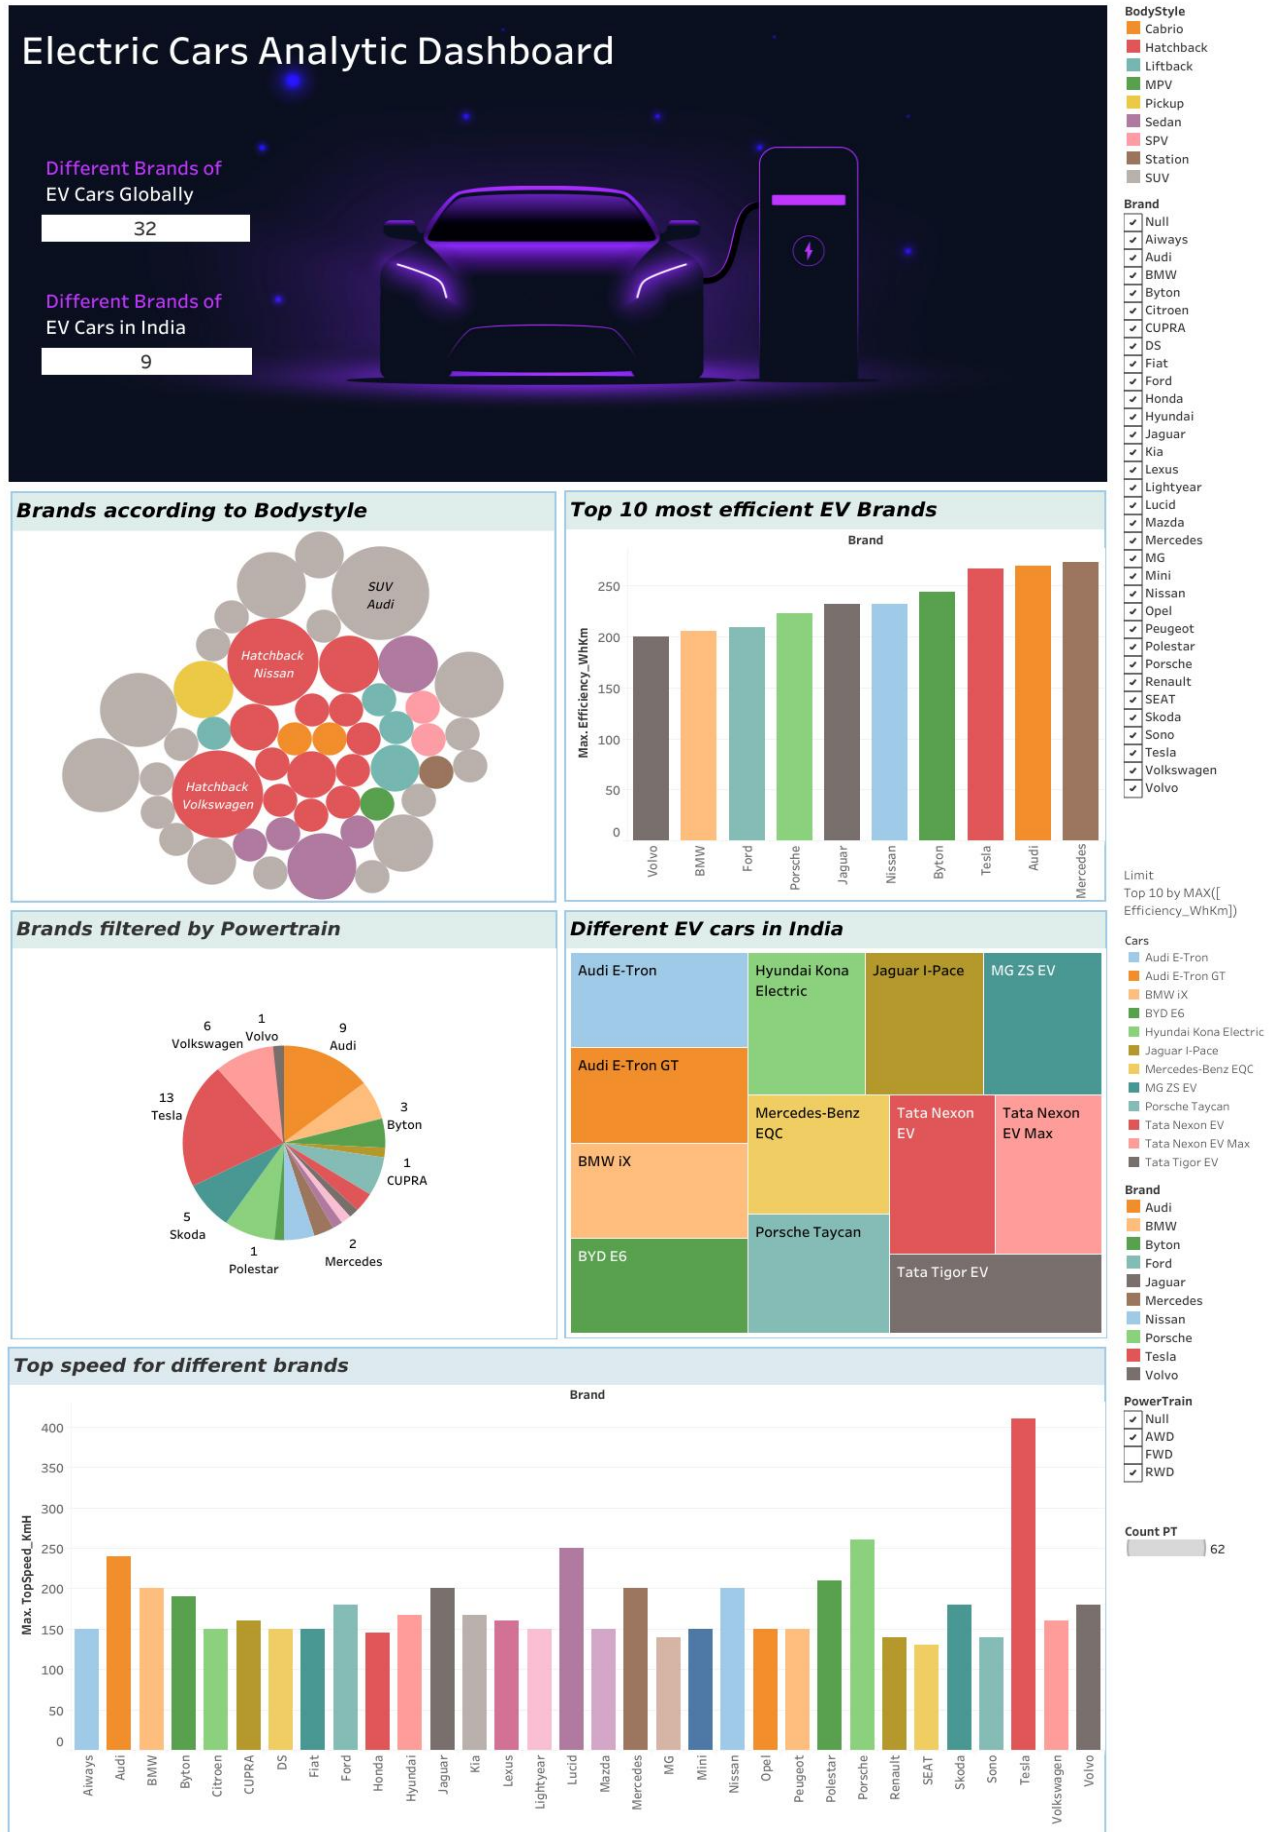 Electric Cars Analytic Dashboard
Different Brands of
EV Cars Globally
32
Different Brands of
EV Cars in India
9
BodyStyle
Cabrio
Hatchback
Liftback
MPV
Pickup
Sedan
SPV
Station
SUV
Brand
Null
Aiways
Audi
BMW
Byton
Citroen
CUPRA
DS
Fiat
Ford
Honda
Hyundai
Jaguar
Kia
Lexus
Lightyear
Lucid
Mazda
Mercedes
MG
Mini
Nissan
Opel
Peugeot
Polestar
Porsche
Renault
SEAT
Skoda
Sono
Tesla
Volkswagen
Volvo
Brands according to Bodystyle
SUV
Audi
Hatchback
Nissan
Hatchback
Volkswagen
Top 10 most efficient EV Brands
Brand
Max. Efficiency_WhKm
250
200
150
100
50
0
Volvo
BMW
Ford
Porsche
Jaguar
Nissan
Byton
Tesla
Audi
Mercedes
Limit
Top 10 by MAX([
Efficiency_WhKm])
Brands filtered by Powertrain
1
Volvo
9
Audi
3
Byton
1
CUPRA
2
Mercedes
1
Polestar
5
Skoda
13
Tesla
6
Volkswagen
Different EV cars in India
Audi E-Tron
Audi E-Tron GT
BMW iX
BYD E6
Hyundai Kona
Electric
Jaguar I-Pace
MG ZS EV
Mercedes-Benz
EQC
Porsche Taycan
Tata Nexon
EV
Tata Nexon
EV Max
Tata Tigor EV
Cars
Audi E-Tron
Audi E-Tron GT
BMW iX
BYD E6
Hyundai Kona Electric
Jaguar I-Pace
Mercedes-Benz EQC
MG ZS EV
Porsche Taycan
Tata Nexon EV
Tata Nexon EV Max
Tata Tigor EV
Brand
Audi
BMW
Byton
Ford
Jaguar
Mercedes
Nissan
Porsche
Tesla
Volvo
PowerTrain
Null
AWD
FWD
RWD
Count PT
62
Top speed for different brands
Brand
Max. TopSpeed_KmH
400
350
300
250
200
150
100
50
0
Aiways
Audi
BMW
Byton
Citroen
CUPRA
DS
Fiat
Ford
Honda
Hyundai
Jaguar
Kia
Lexus
Lightyear
Lucid
Mazda
Mercedes
MG
Mini
Nissan
Opel
Peugeot
Polestar
Porsche
Renault
SEAT
Skoda
Sono
Tesla
Volkswagen
Volvo